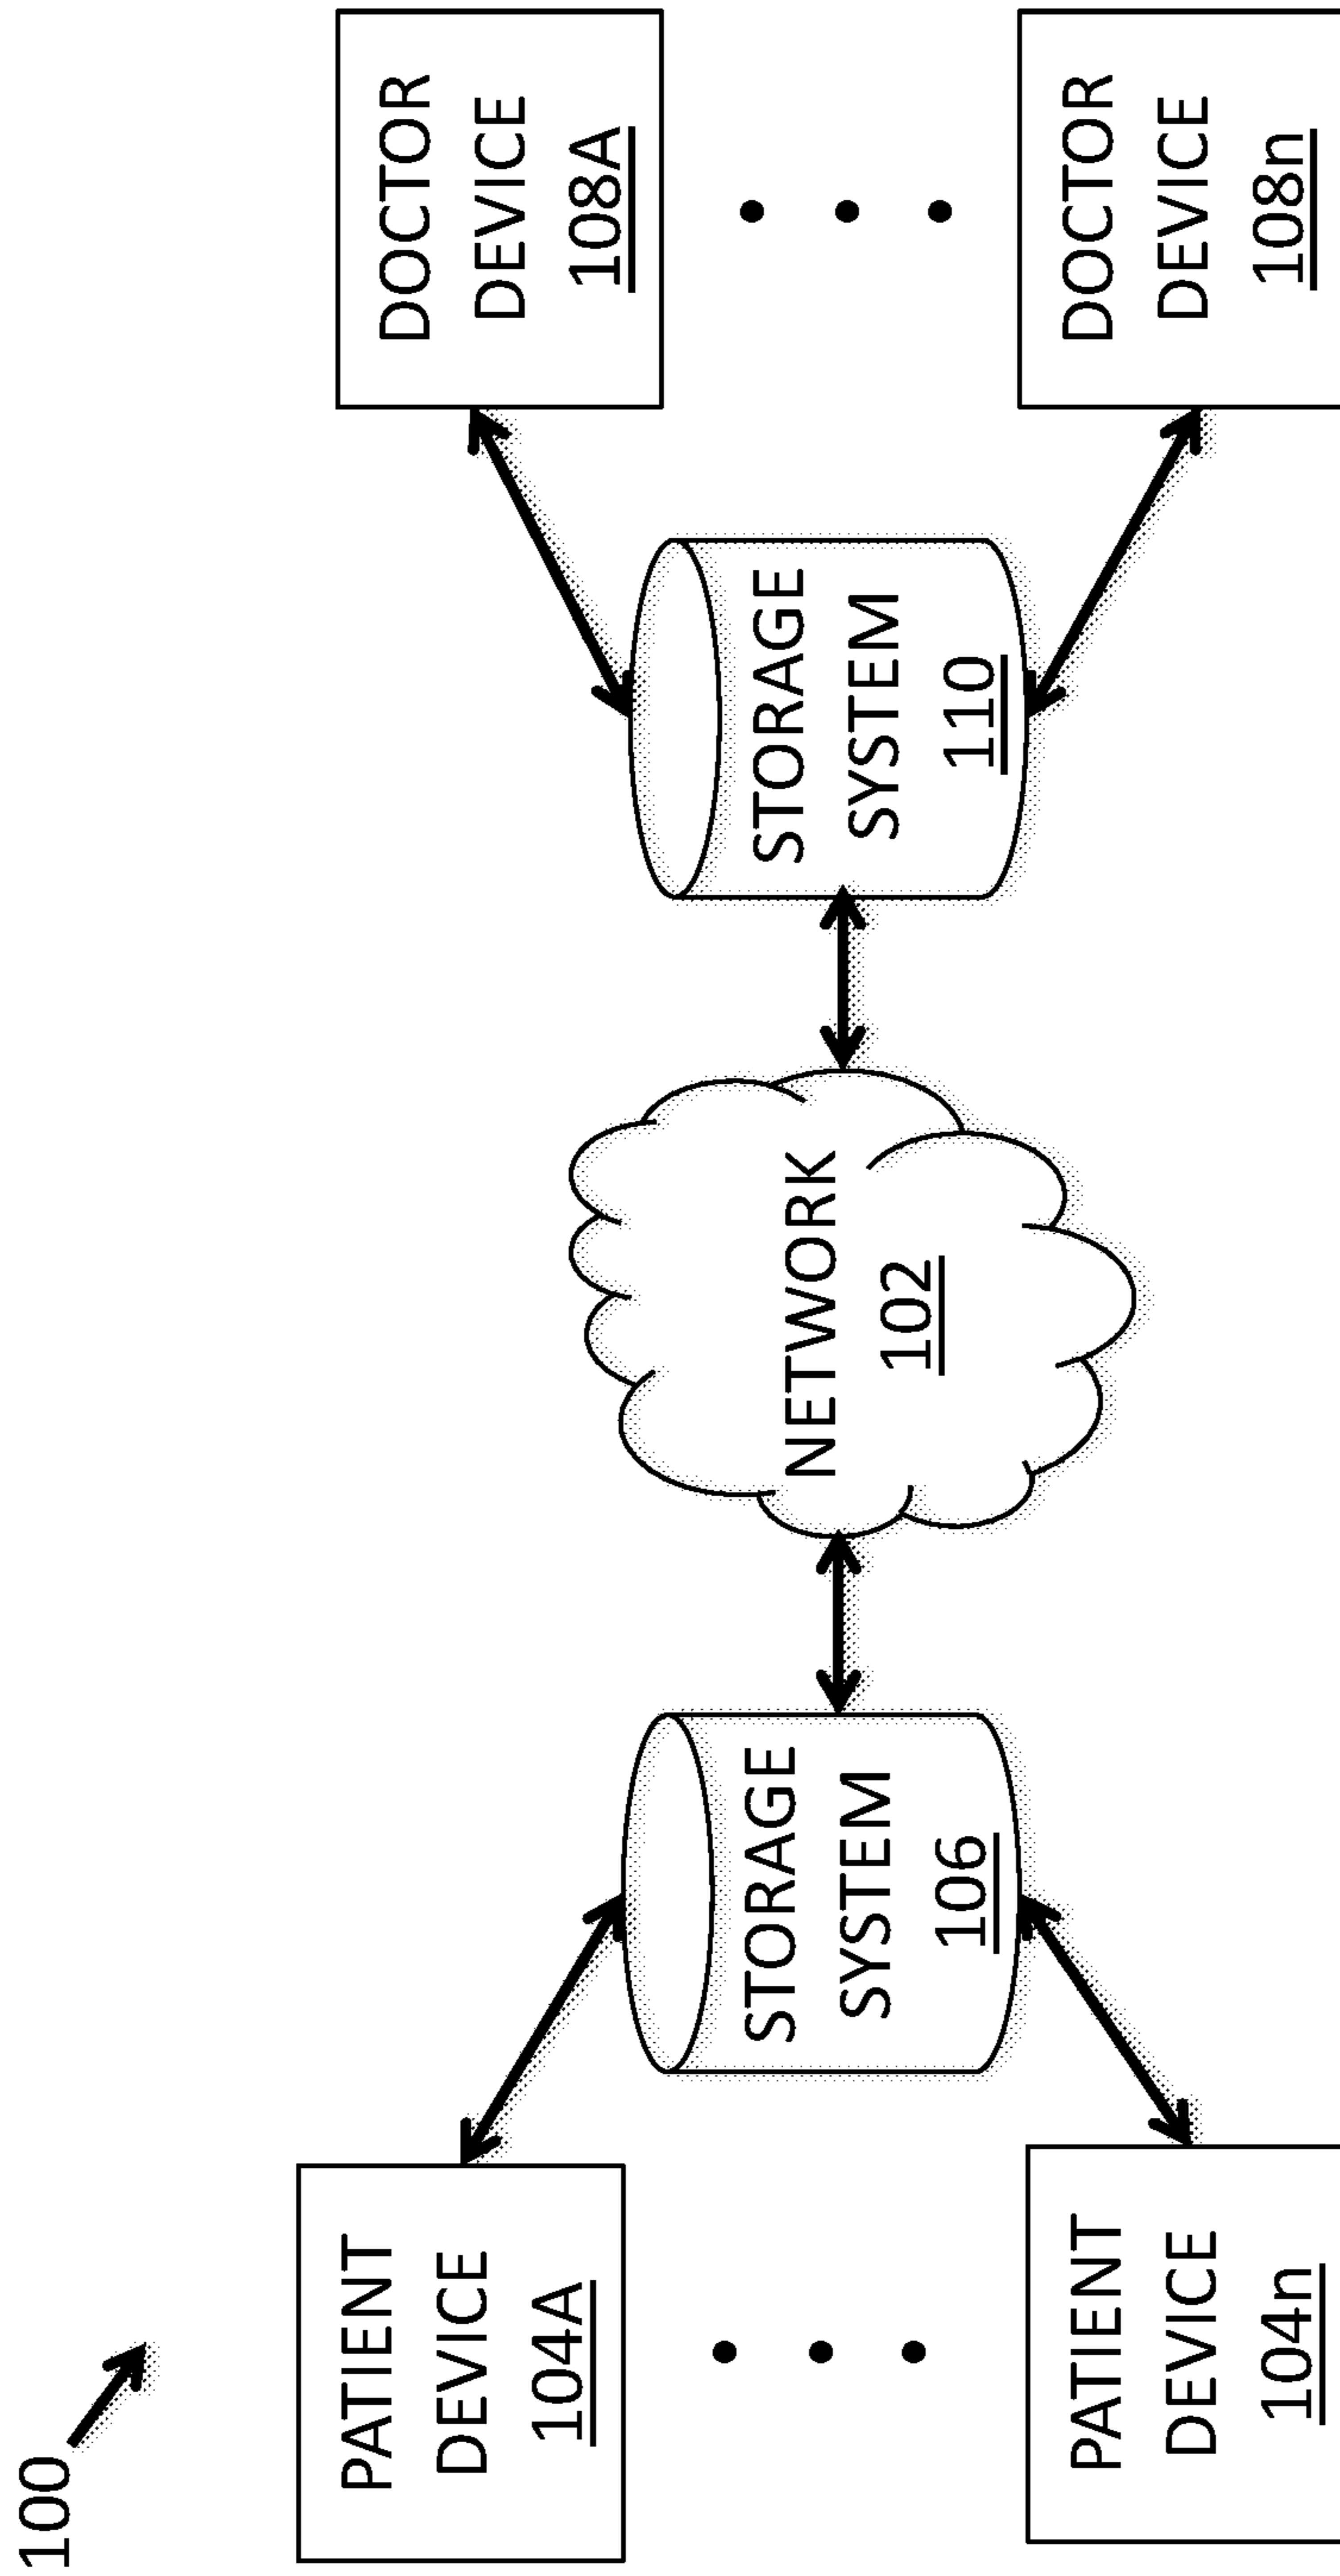 100
PATIENT
DEVICE
104A
PATIENT
DEVICE
104n
STORAGE
SYSTEM
106
NETWORK
102
STORAGE
SYSTEM
110
DOCTOR
DEVICE
108A
DOCTOR
DEVICE
108n